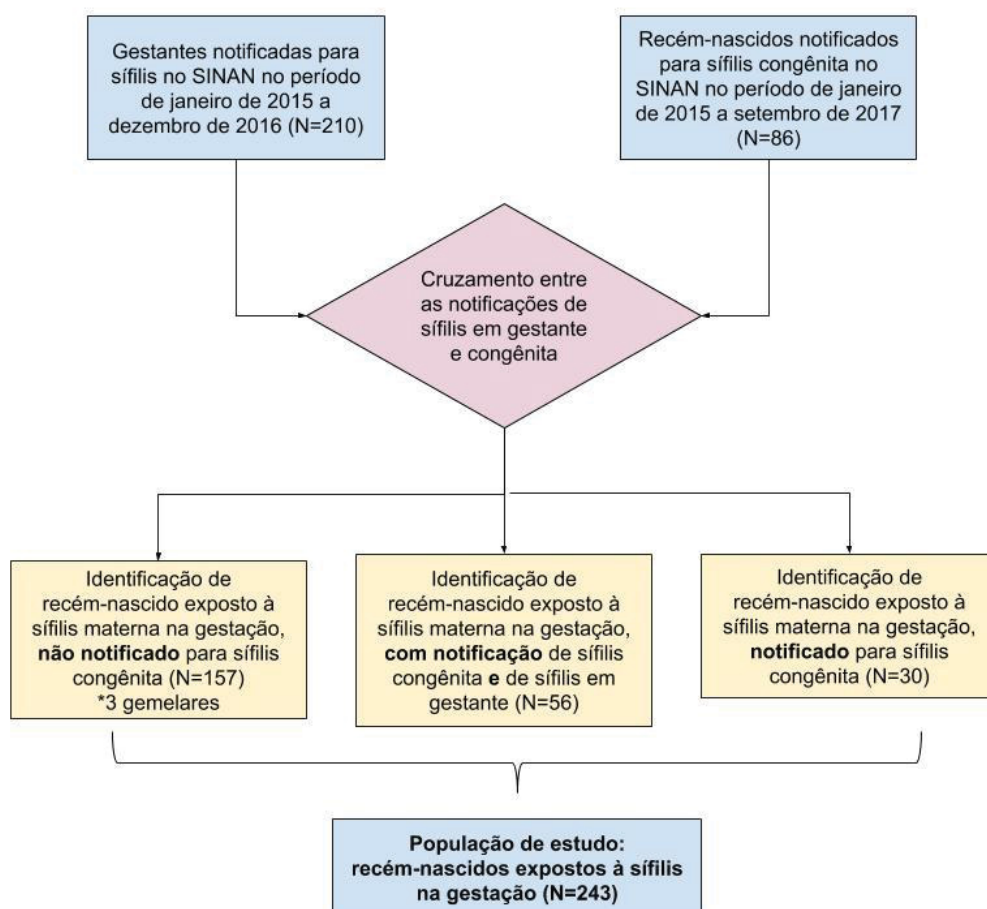 Gestantes notificadas para
sífilis no SINAN no período
de janeiro de 2015 a
dezembro de 2016 (N=210)
Recém-nascidos notificados
para sífilis congênita no
SINAN no período de janeiro
de 2015 a setembro de 2017
(N=86)
Cruzamento entre
as notificações de
sífilis em gestante
e congênita
Identificação de
recém-nascido exposto à
sífilis materna na gestação,
não notificado para sífilis
congênita (N=157)
*3 gemelares
Identificação de
recém-nascido exposto à
sífilis materna na gestação,
com notificação de sífilis
congênita e de sífilis em
gestante (N=56)
Identificação de
recém-nascido exposto à
sífilis materna na gestação,
notificado para sífilis
congênita (N=30)
População de estudo:
recém-nascidos expostos à sífilis
na gestação (N=243)